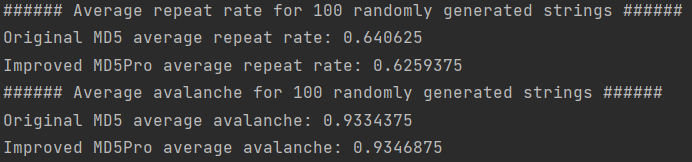 ###### Average repeat rate for 100 randomly generated strings ######
Original MD5 average repeat rate: 0.640625
Improved MD5Pro average repeat rate: 0.6259375
###### Average avalanche for 100 randomly generated strings ######
Original MD5 average avalanche: 0.9334375
Improved MD5Pro average avalanche: 0.9346875